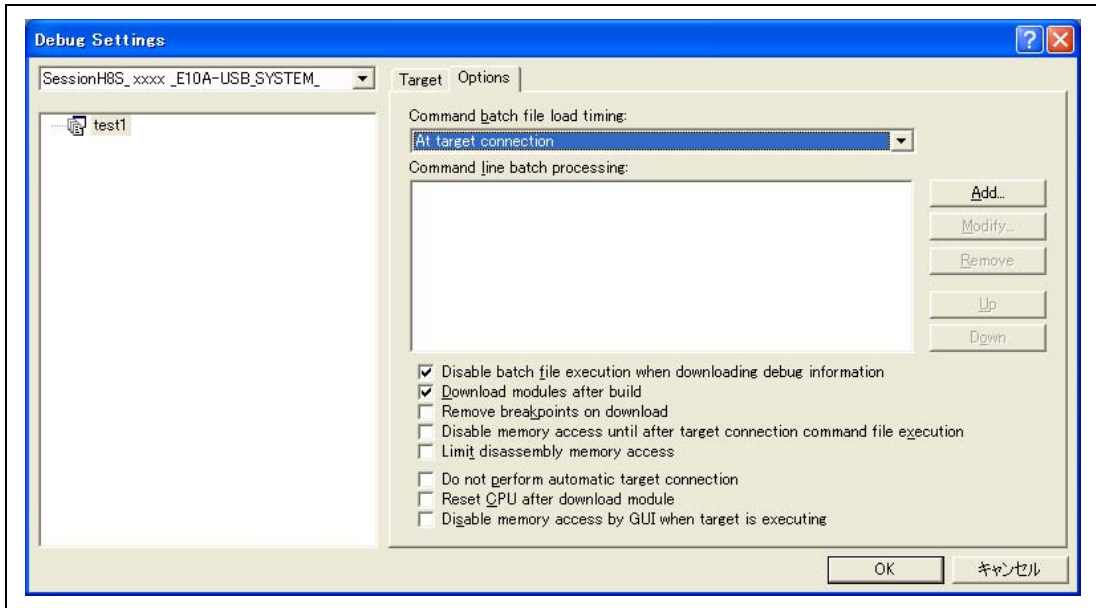 Debug Settings
SessionH8S_ xxxx _E10A-USB_SYSTEM_
test1
Target Options
Command batch file load timing:
At target connection
Command line batch processing:
Add...
Modify...
Remove
Up
Down
Disable batch file execution when downloading debug information
Download modules after build
Remove breakpoints on download
Disable memory access until after target connection command file execution
Limit disassembly memory access
Do not perform automatic target connection
Reset CPU after download module
Disable memory access by GUI when target is executing
OK キャンセル